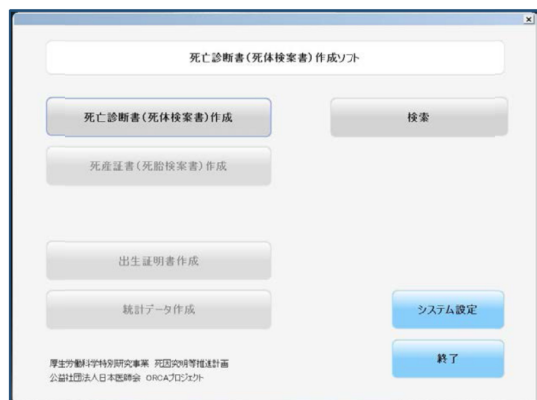 死亡診断書(死体検案書)作成ソフト
死亡診断書(死体検案書)作成
検索
死産証書(死胎検案書)作成
出生証明書作成
統計データ作成
システム設定
終了
厚生労働科学特別研究事業 死因究明等推進計画
公益社団法人日本医師会 ORCAプロジェクト